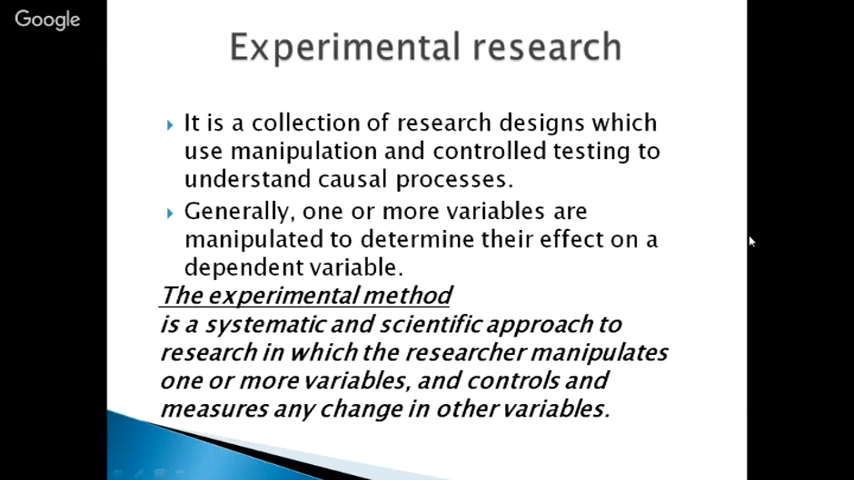 Google
Experimental research
It is a collection of research designs which
use manipulation and controlled testing to
understand causal processes.
Generally, one or more variables are
manipulated to determine their effect on a
dependent variable.
The experimental method
is a systematic and scientific approach to
research in which the researcher manipulates
one or more variables, and controls and
measures any change in other variables.